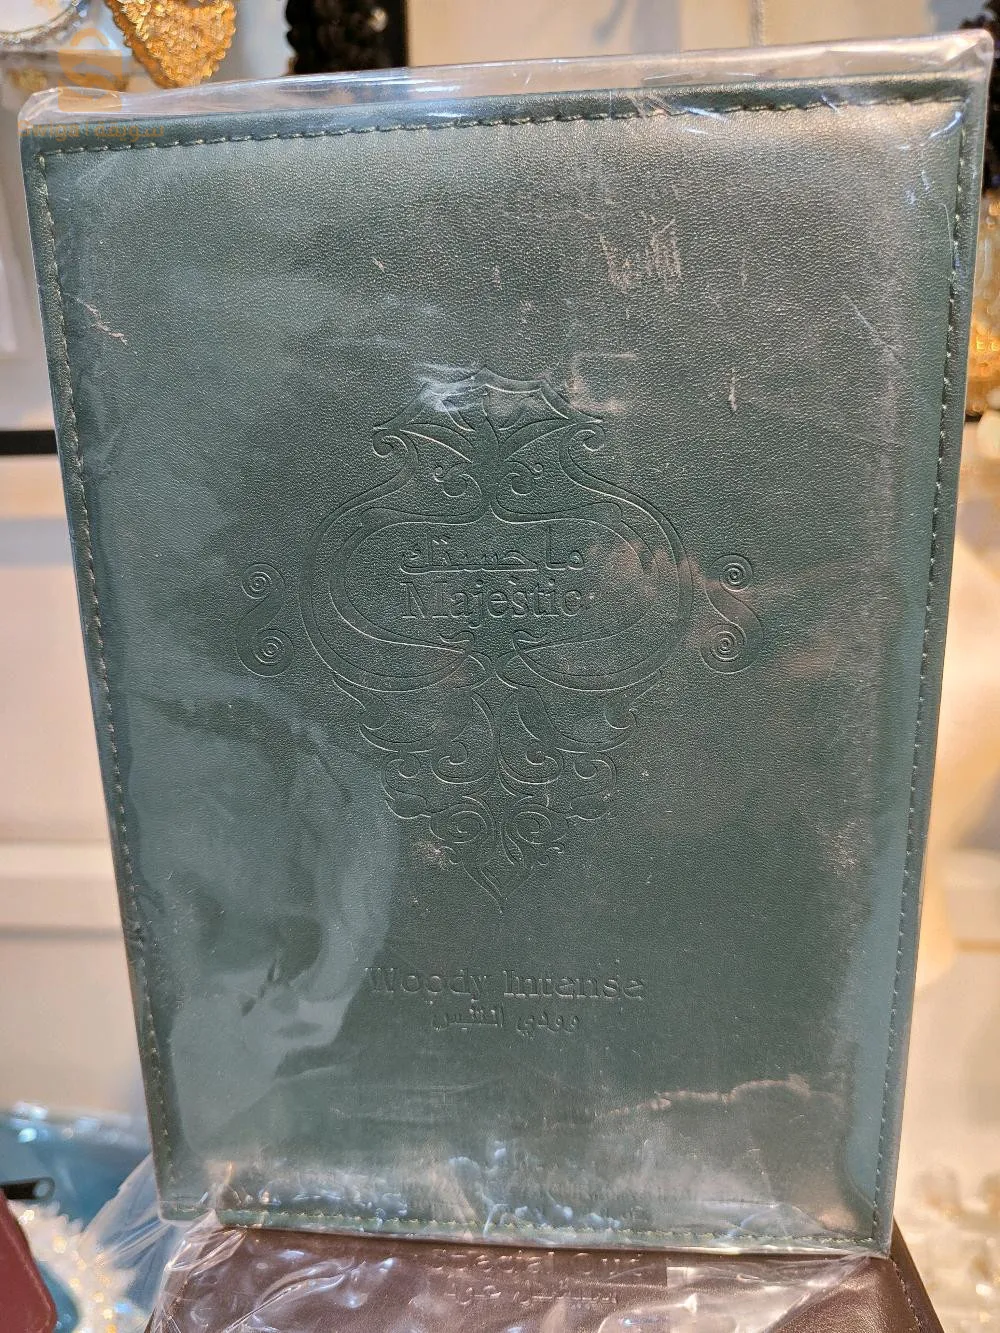 ماجستك
Majestic
Woody Intense
وودي انتنس
Special Oud